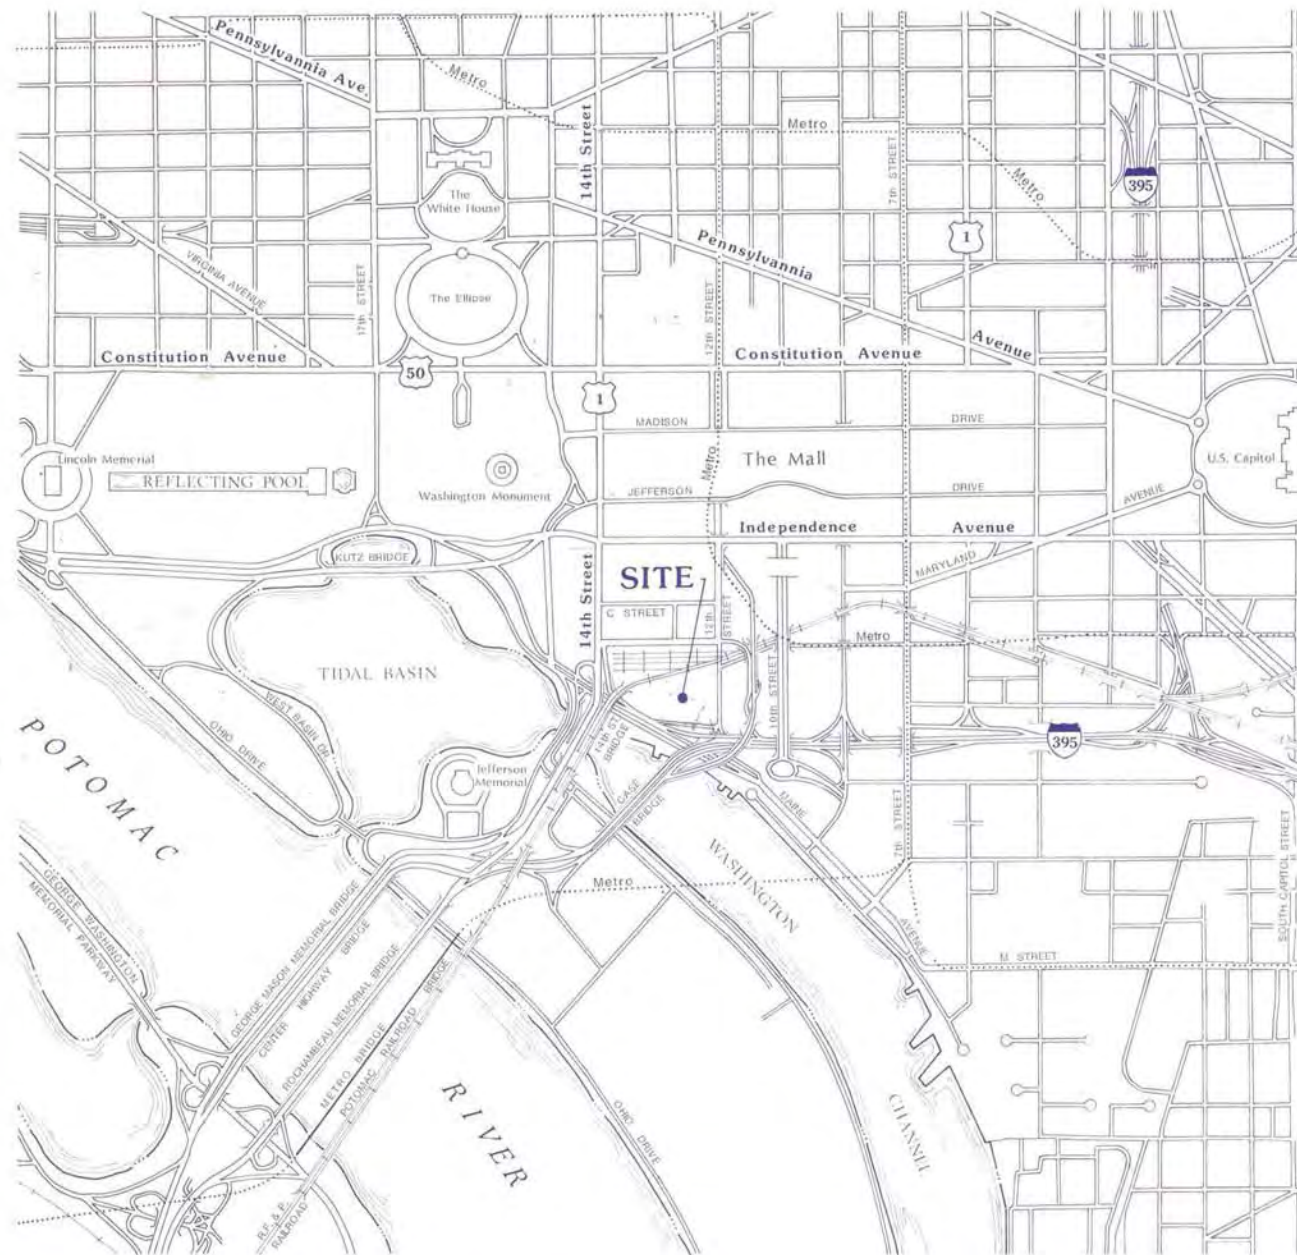 Pennsylvannia Ave.
Metro
14th Street
Metro
7th STREET
Metro
395
The
White House
1
Pennsylvannia
VIRGINIA AVENUE
17th STREET
The Ellipse
12th STREET
Constitution Avenue
50
Constitution Avenue
Avenue
1
MADISON
DRIVE
Lincoln Memorial
REFLECTING POOL
Washington Monument
Metro
The Mall
U.S. Capitol
JEFFERSON
DRIVE
AVENUE
Independence
Avenue
KUTZ BRIDGE
14th Street
SITE
MARYLAND
C STREET
12th
STREET
Metro
TIDAL BASIN
WEST BASIN DR.
10th STREET
OHIO DRIVE
14th ST.
BRIDGE
395
POTOMAC
Jefferson
Memorial
CASE
BRIDGE
MAINE
7th STREET
SOUTH CAPITOL STREET
WASHINGTON
Metro
GEORGE WASHINGTON
MEMORIAL PARKWAY
AVENUE
M STREET
GEORGE MASON MEMORIAL BRIDGE
CENTER HIGHWAY BRIDGE
ROCHAMBEAU MEMORIAL BRIDGE
METRO BRIDGE
POTOMAC RAILROAD BRIDGE
RIVER
OHIO DRIVE
CHANNEL
R.F. & P.
RAILROAD